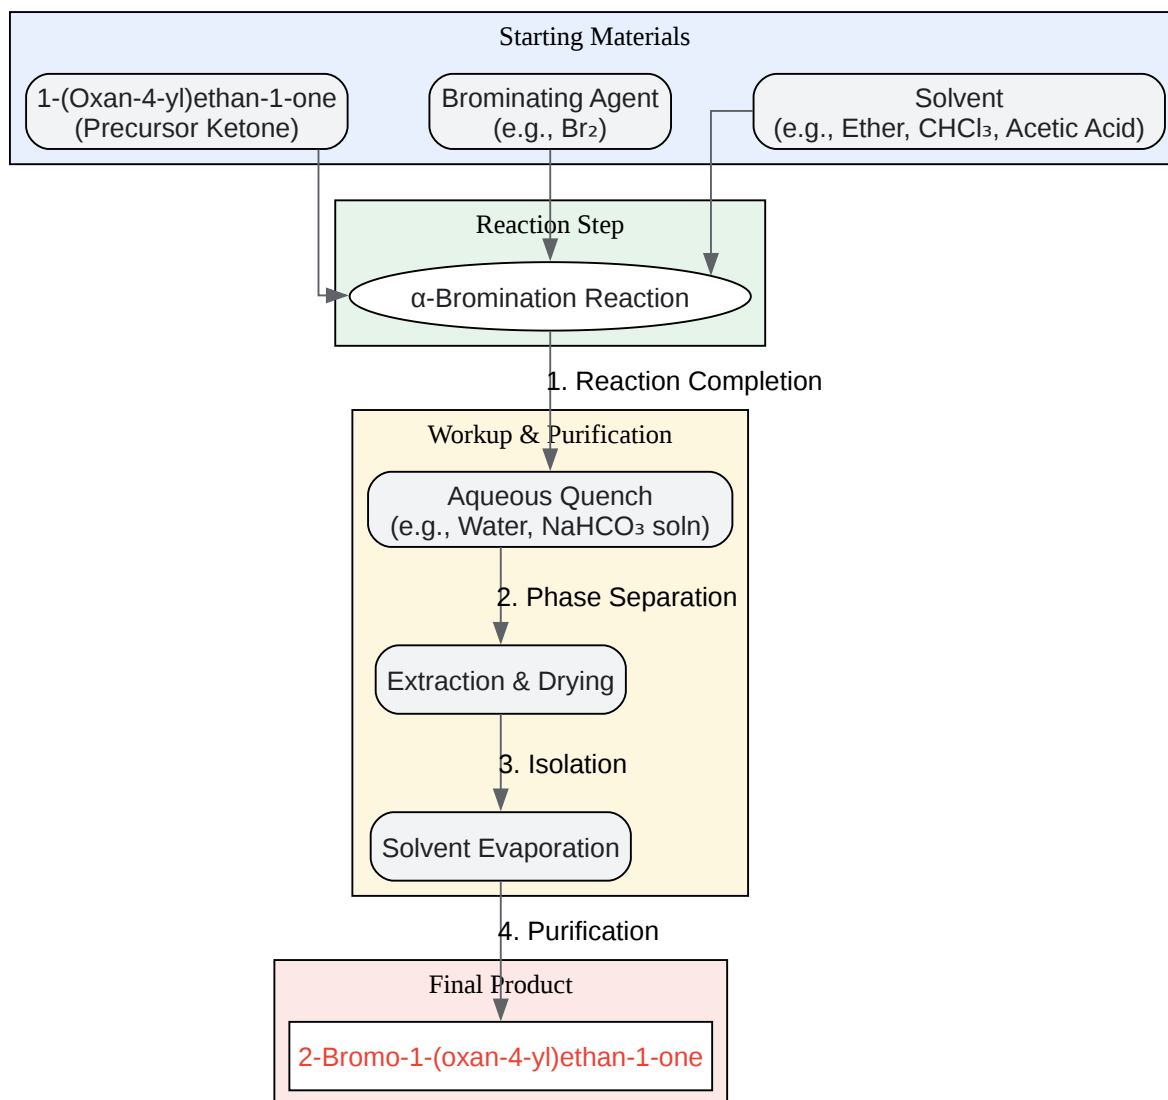 Starting Materials
1-(Oxan-4-yl)ethan-1-one
(Precursor Ketone)
Brominating Agent
(e.g., Br₂)
Solvent
(e.g., Ether, CHCl₃, Acetic Acid)
Reaction Step
α-Bromination Reaction
1. Reaction Completion
Workup & Purification
Aqueous Quench
(e.g., Water, NaHCO₃ soln)
2. Phase Separation
Extraction & Drying
3. Isolation
Solvent Evaporation
4. Purification
Final Product
2-Bromo-1-(oxan-4-yl)ethan-1-one